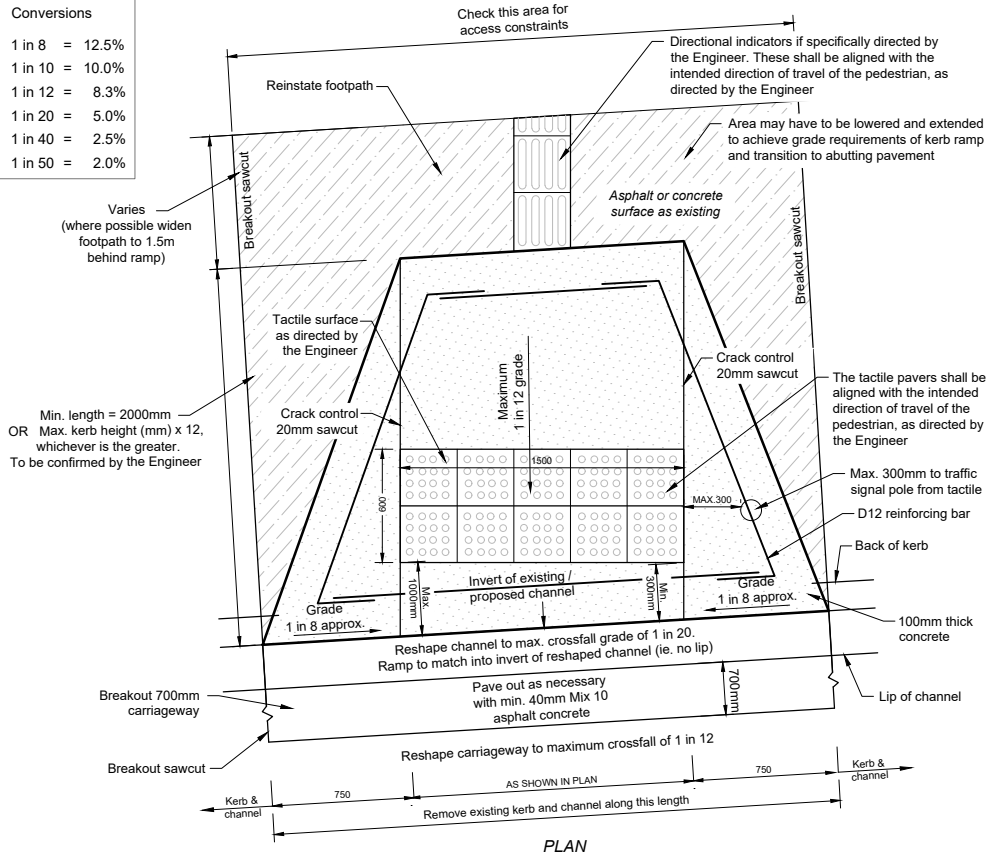 Conversions
1 in 8 = 12.5%
1 in 10 = 10.0%
1 in 12 = 8.3%
1 in 20 = 5.0%
1 in 40 = 2.5%
1 in 50 = 2.0%
Check this area for
access constraints
Directional indicators if specifically directed by
the Engineer. These shall be aligned with the
intended direction of travel of the pedestrian, as
directed by the Engineer
Reinstate footpath
Area may have to be lowered and extended
to achieve grade requirements of kerb ramp
and transition to abutting pavement
Breakout sawcut
Asphalt or concrete
surface as existing
Varies
(where possible widen
footpath to 1.5m
behind ramp)
Breakout sawcut
Tactile surface
as directed by
the Engineer
Maximum
1 in 12 grade
Crack control
20mm sawcut
The tactile pavers shall be
aligned with the intended
direction of travel of the
pedestrian, as directed by
the Engineer
Min. length = 2000mm
OR Max. kerb height (mm) x 12,
whichever is the greater.
To be confirmed by the Engineer
Crack control
20mm sawcut
1500
600
MAX.300
Max. 300mm to traffic
signal pole from tactile
D12 reinforcing bar
Back of kerb
Max.
1000mm
Invert of existing /
proposed channel
Min.
300mm
Grade
1 in 8 approx.
Grade
1 in 8 approx.
100mm thick
concrete
Reshape channel to max. crossfall grade of 1 in 20.
Ramp to match into invert of reshaped channel (ie. no lip)
Breakout 700mm
carriageway
Pave out as necessary
with min. 40mm Mix 10
asphalt concrete
700mm
Lip of channel
Breakout sawcut
Reshape carriageway to maximum crossfall of 1 in 12
Kerb &
channel
750
AS SHOWN IN PLAN
750
Kerb &
channel
Remove existing kerb and channel along this length
PLAN